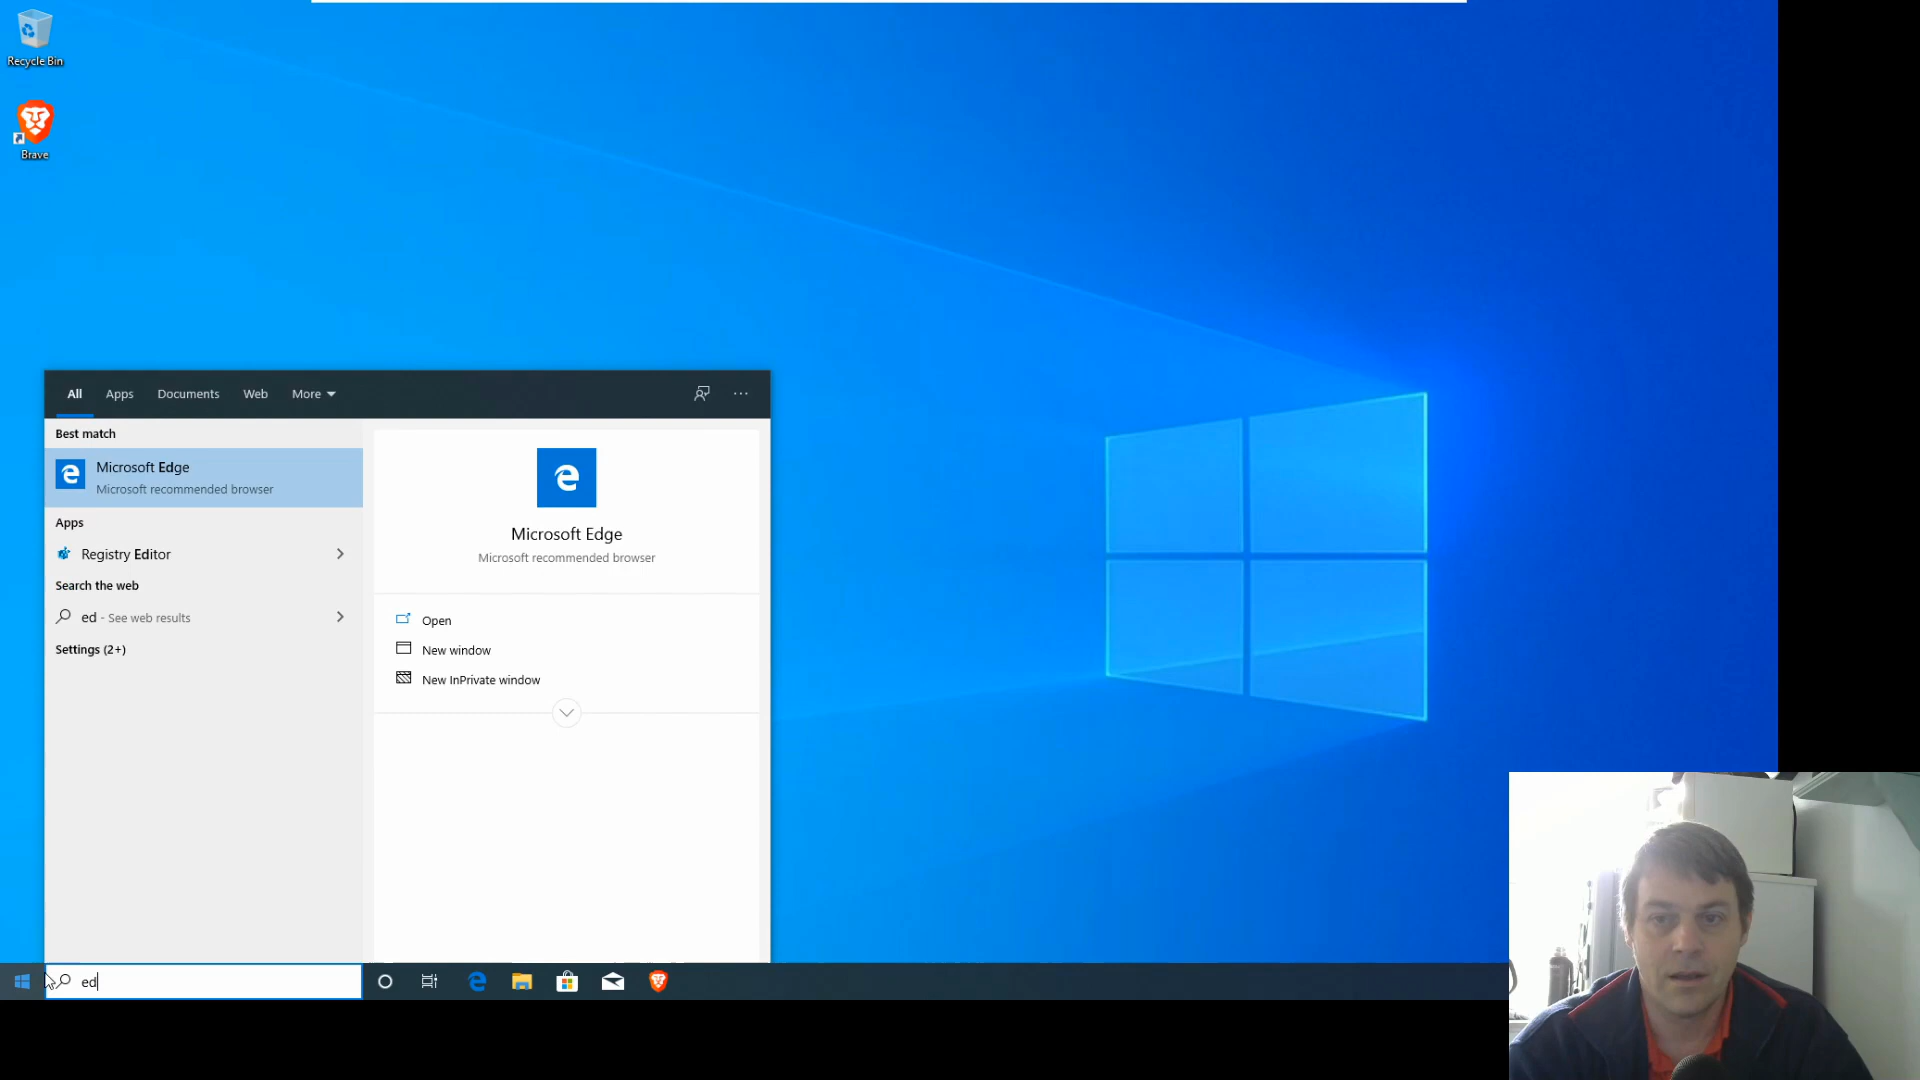 Recycle Bin
Brave
All Apps Documents Web More
Best match
Microsoft Edge
Microsoft recommended browser
Apps
Registry Editor
Search the web
ed - See web results
Settings (2+)
Microsoft Edge
Microsoft recommended browser
Open
New window
New InPrivate window
ed